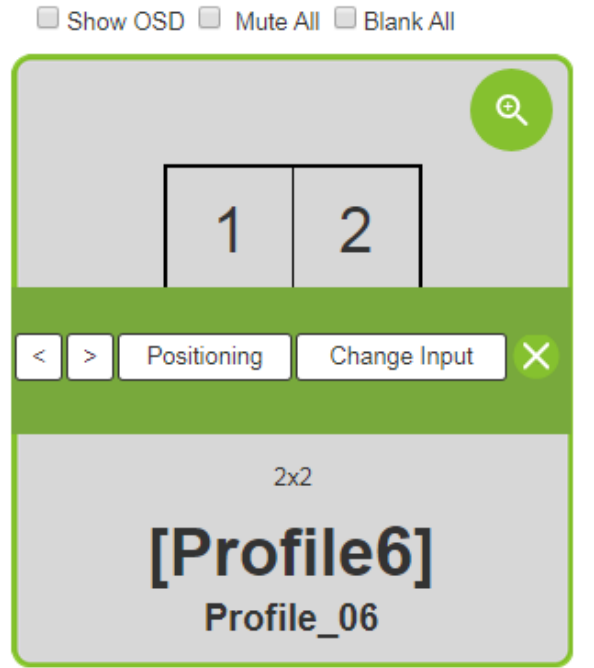 Show OSD Mute All Blank All
1 2
< > Positioning Change Input
2x2
[Profile6]
Profile_06